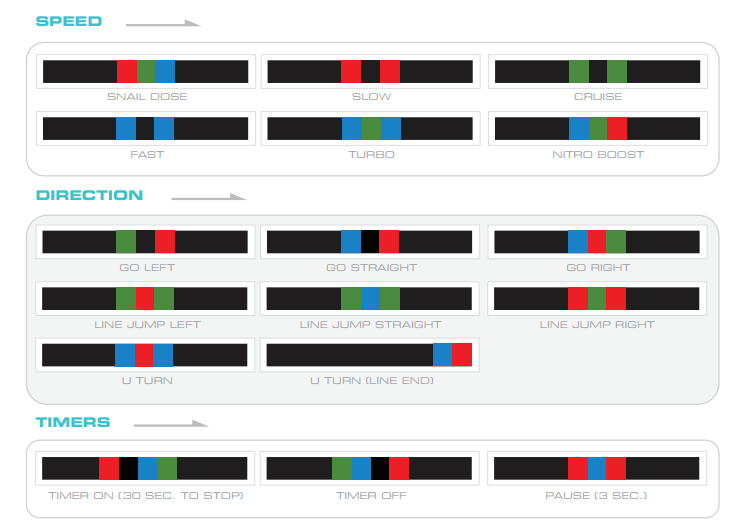 SPEED
SNAIL DOSE
SLOW
CRUISE
FAST
TURBO
NITRO BOOST
DIRECTION
GO LEFT
GO STRAIGHT
GO RIGHT
LINE JUMP LEFT
LINE JUMP STRAIGHT
LINE JUMP RIGHT
U TURN
U TURN (LINE END)
TIMERS
TIMER ON (30 SEC. TO STOP)
TIMER OFF
PAUSE (3 SEC.)